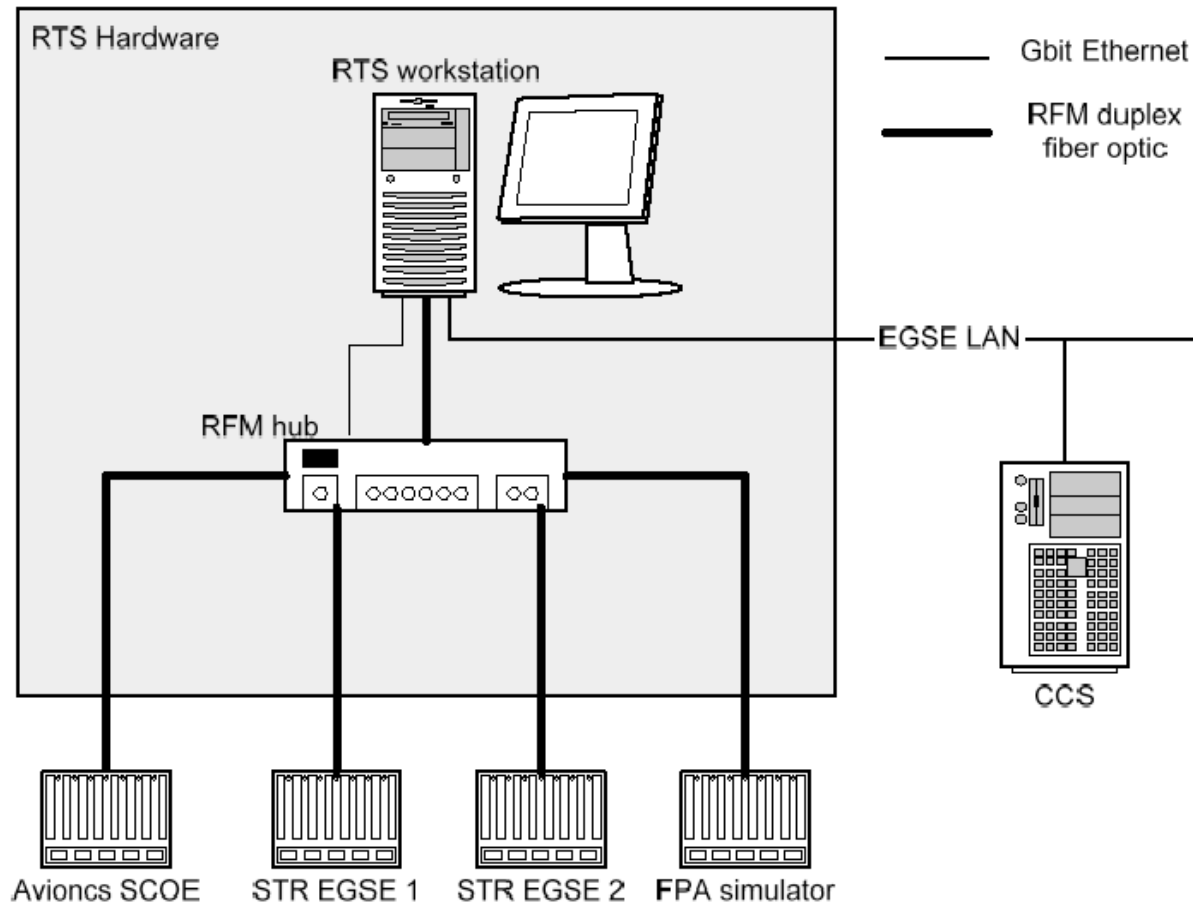 RTS Hardware
RTS workstation
Gbit Ethernet
RFM duplex
fiber optic
EGSE LAN
RFM hub
CCS
Avioncs SCOE
STR EGSE 1
STR EGSE 2
FPA simulator